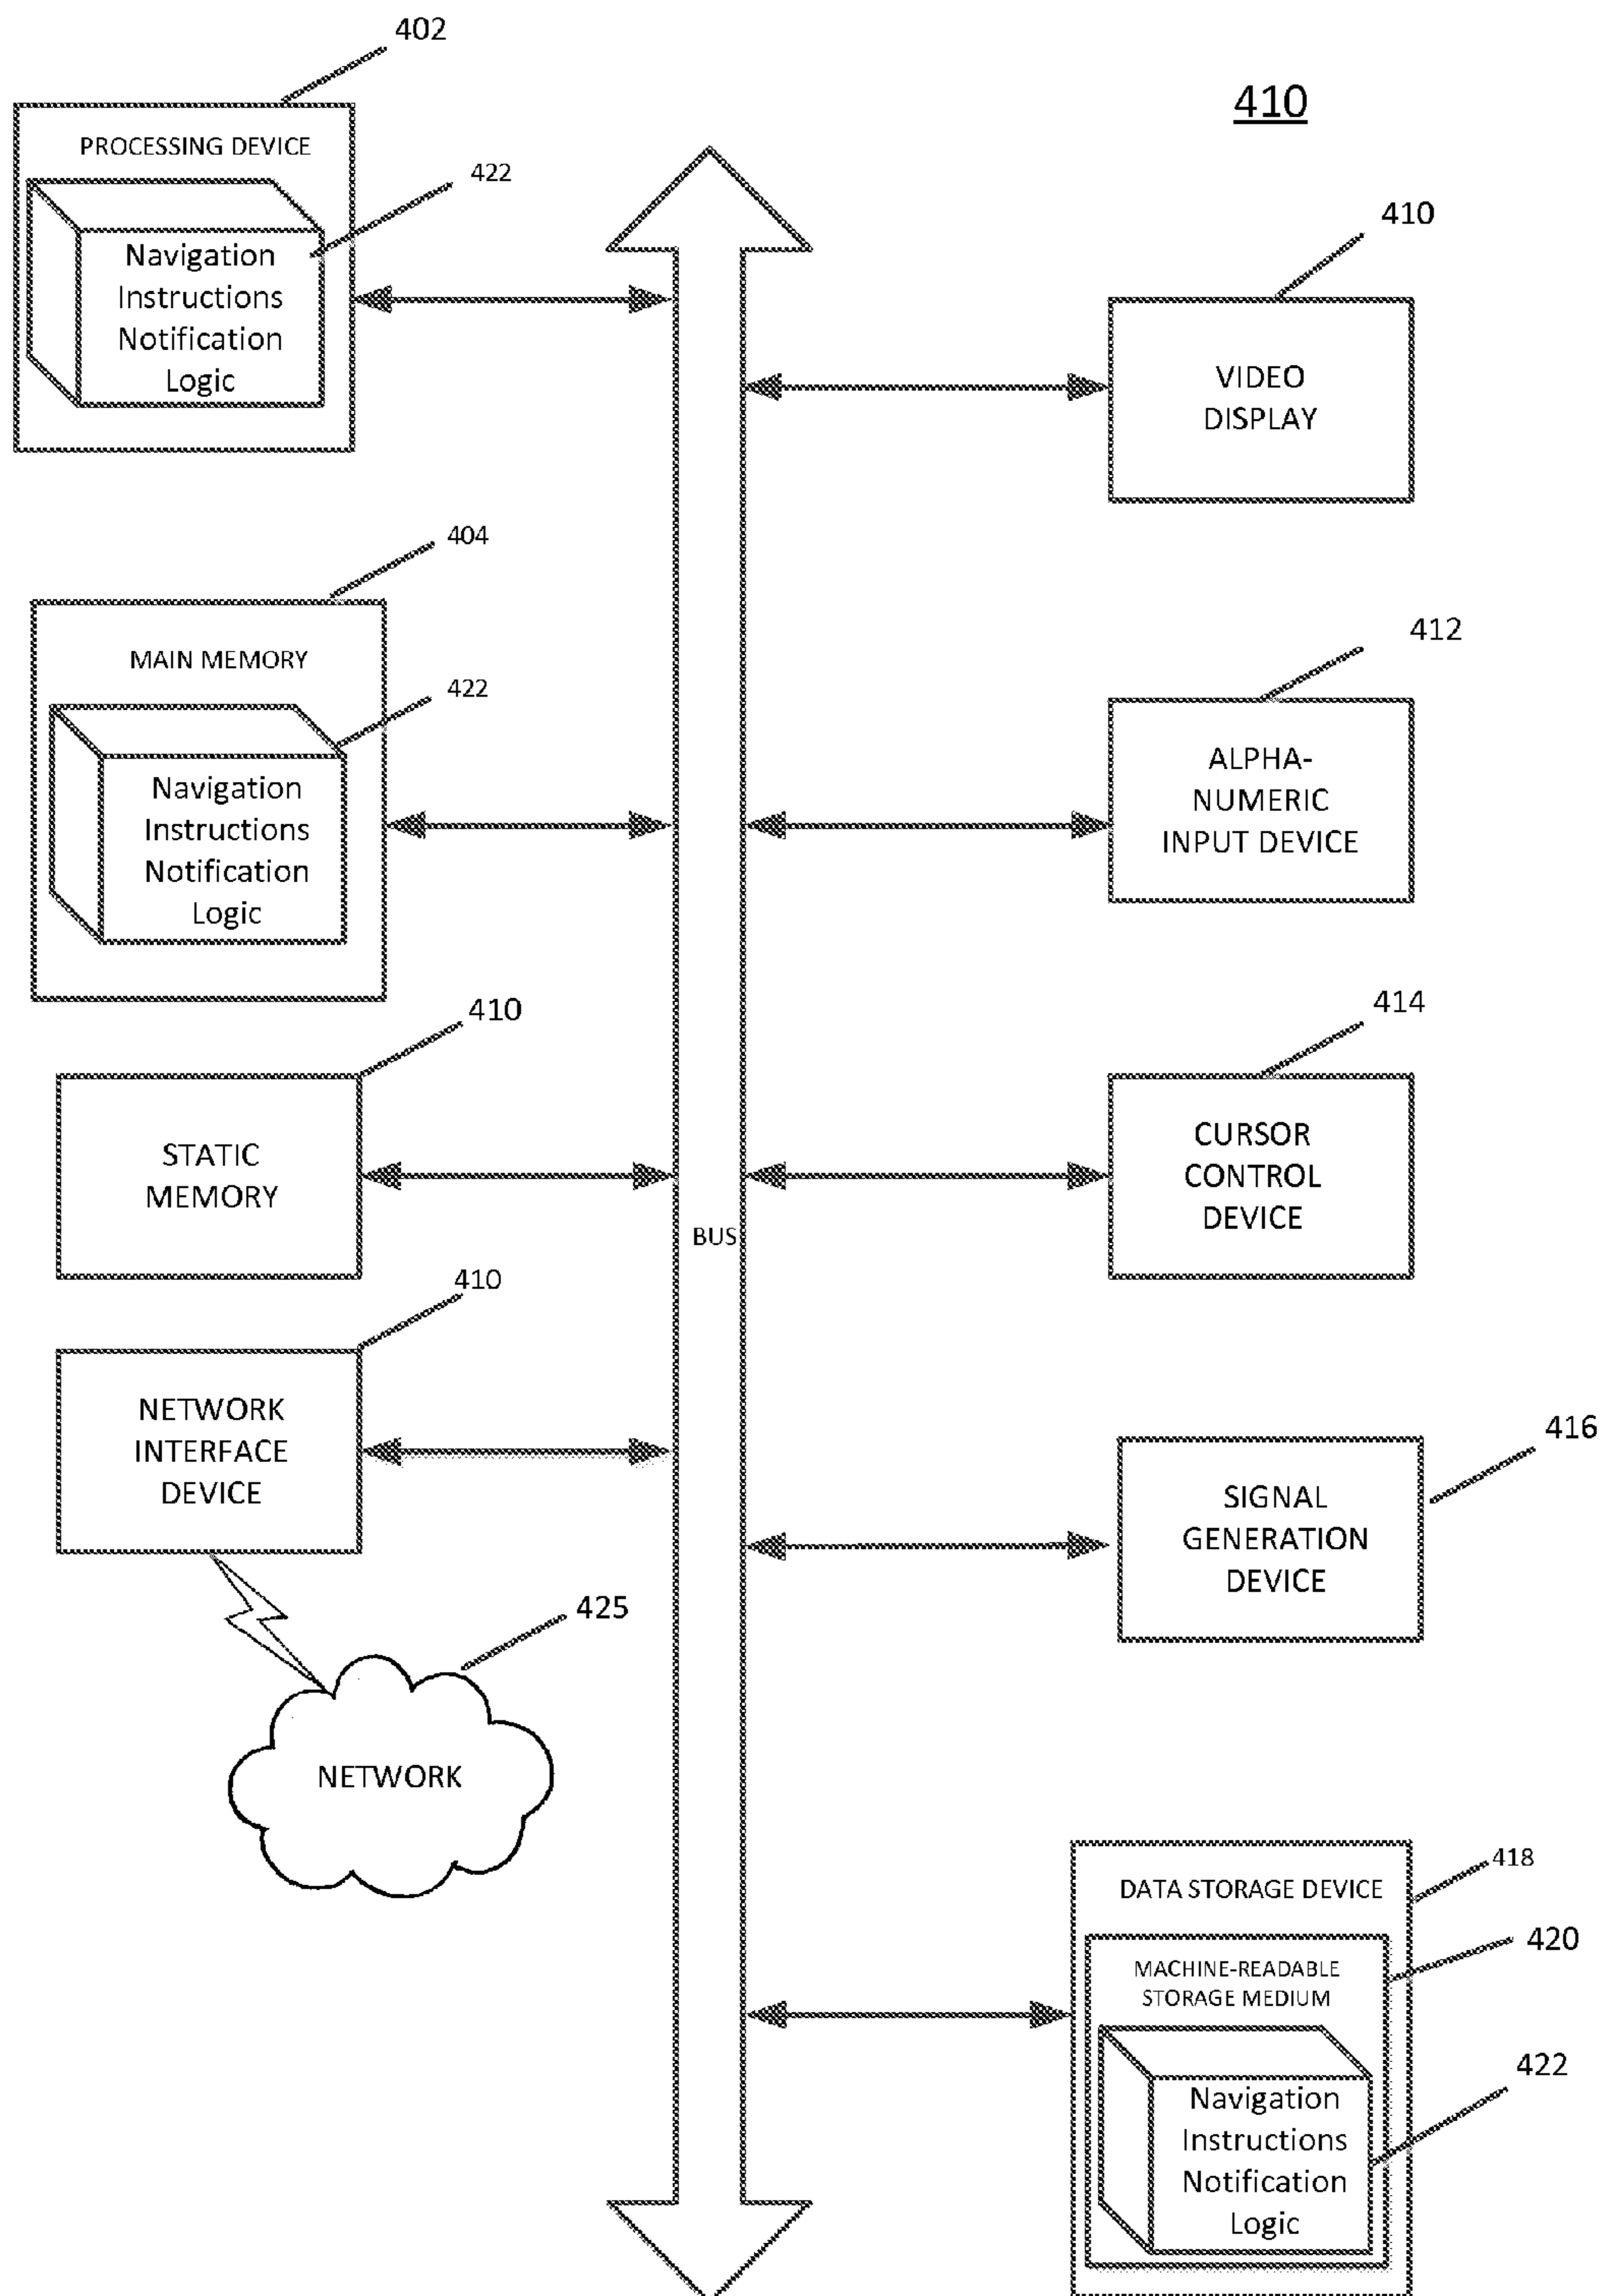 402
PROCESSING DEVICE
422
Navigation
Instructions
Notification
Logic
410
410
VIDEO
DISPLAY
404
MAIN MEMORY
422
Navigation
Instructions
Notification
Logic
412
ALPHA-
NUMERIC
INPUT DEVICE
410
STATIC
MEMORY
414
CURSOR
CONTROL
DEVICE
BUS
410
NETWORK
INTERFACE
DEVICE
416
SIGNAL
GENERATION
DEVICE
425
NETWORK
418
DATA STORAGE DEVICE
420
MACHINE-READABLE
STORAGE MEDIUM
422
Navigation
Instructions
Notification
Logic